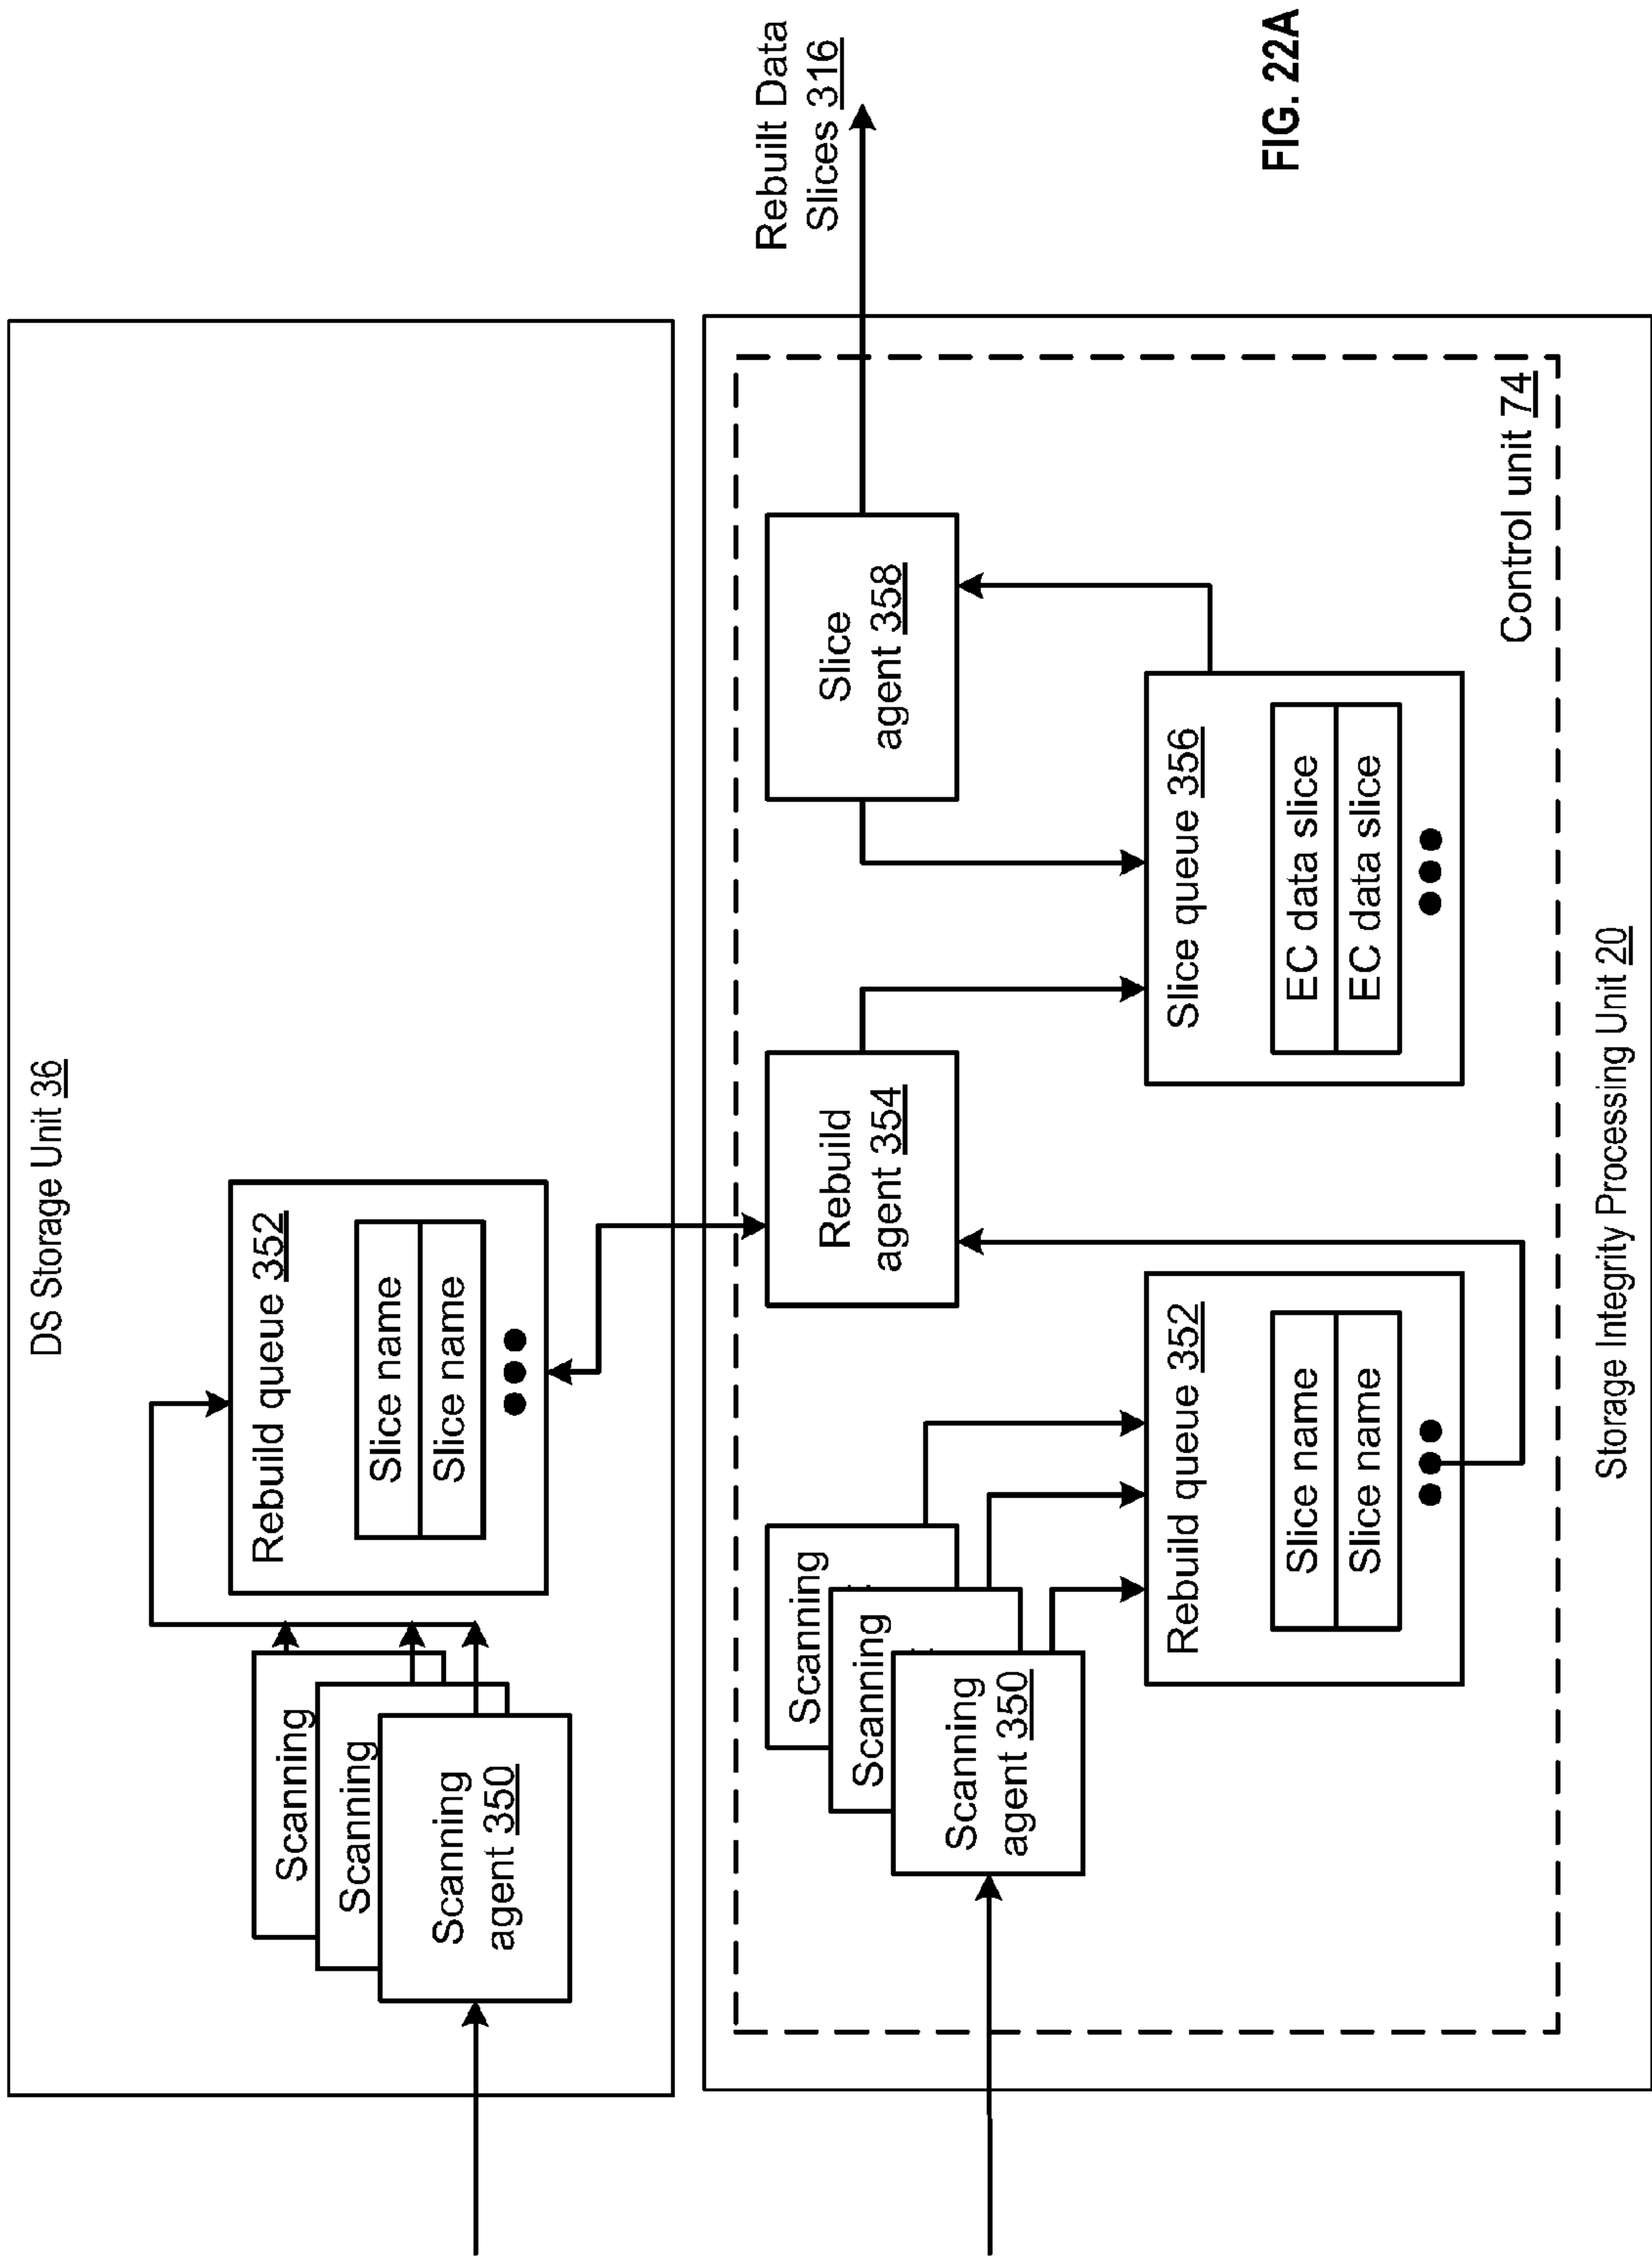 DS Storage Unit 36
Scanning
Scanning
Scanning
agent 350
Rebuild queue 352
Slice name
Slice name
Rebuilt Data
Slices 316
Scanning
Scanning
Scanning
agent 350
Rebuild
agent 354
Slice
agent 358
Rebuild queue 352
Slice name
Slice name
Slice queue 356
EC data slice
EC data slice
Control unit 74
Storage Integrity Processing Unit 20
FIG. 22A